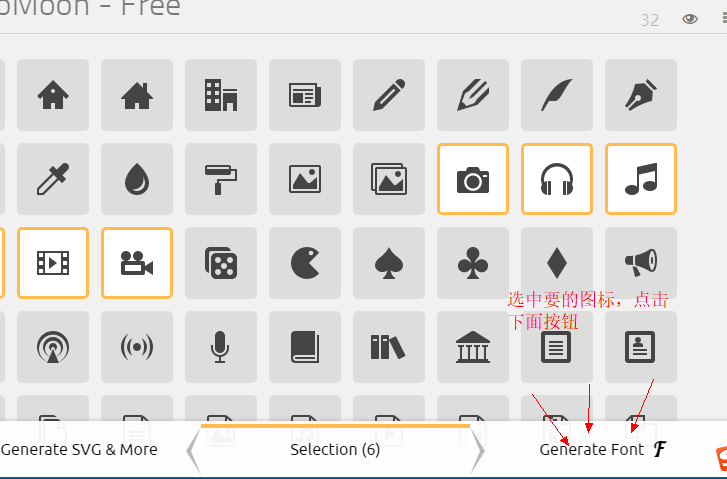 oMoon - Free
32
选中要的图标，点击
下面按钮
Generate SVG & More
Selection (6)
Generate Font F